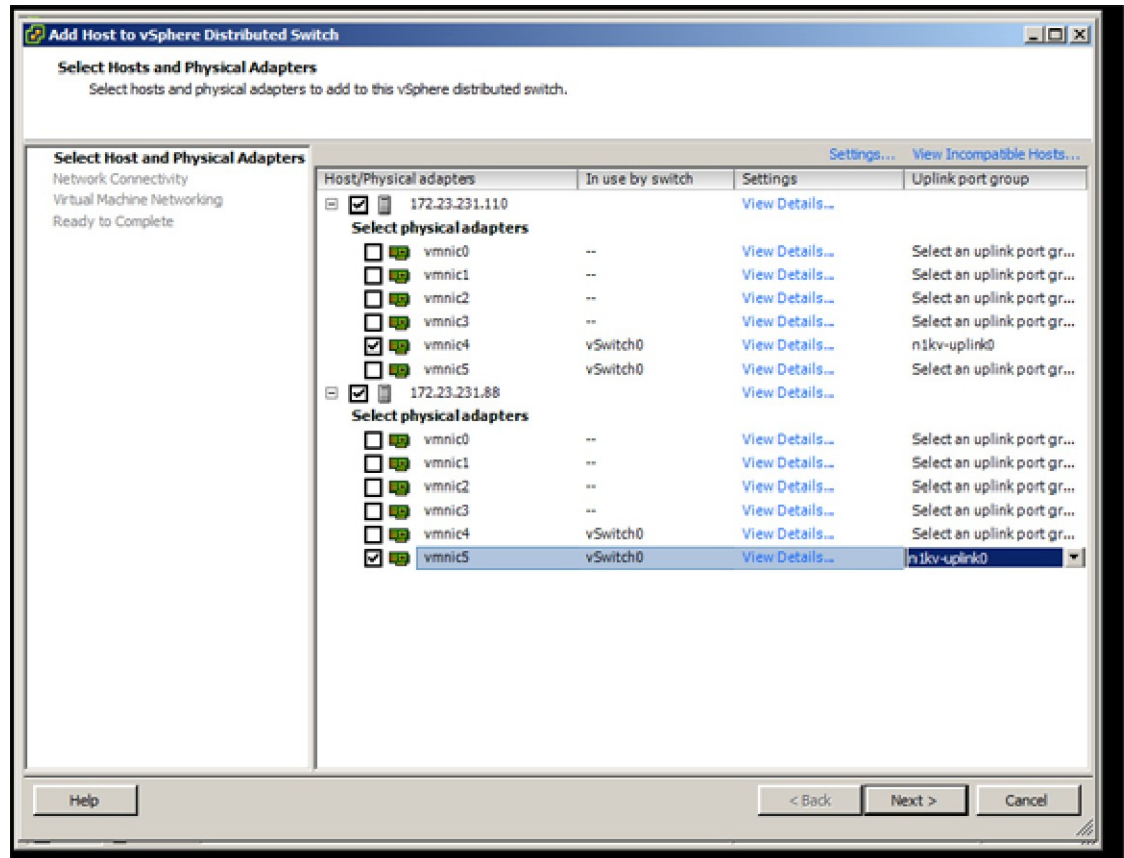 Add Host to vSphere Distributed Switch
Select Hosts and Physical Adapters
Select hosts and physical adapters to add to this vSphere distributed switch.
Select Host and Physical Adapters
Network Connectivity
Virtual Machine Networking
Ready to Complete
Settings... View Incompatible Hosts...
Host/Physical adapters In use by switch Settings Uplink port group
172.23.231.110 View Details...
Select physical adapters
vmnic0 -- View Details... Select an uplink port gr...
vmnic1 -- View Details... Select an uplink port gr...
vmnic2 -- View Details... Select an uplink port gr...
vmnic3 -- View Details... Select an uplink port gr...
vmnic4 vSwitch0 View Details... n1kv-uplink0
vmnic5 vSwitch0 View Details... Select an uplink port gr...
172.23.231.88 View Details...
Select physical adapters
vmnic0 -- View Details... Select an uplink port gr...
vmnic1 -- View Details... Select an uplink port gr...
vmnic2 -- View Details... Select an uplink port gr...
vmnic3 -- View Details... Select an uplink port gr...
vmnic4 vSwitch0 View Details... Select an uplink port gr...
vmnic5 vSwitch0 View Details... n1kv-uplink0
Help < Back Next > Cancel